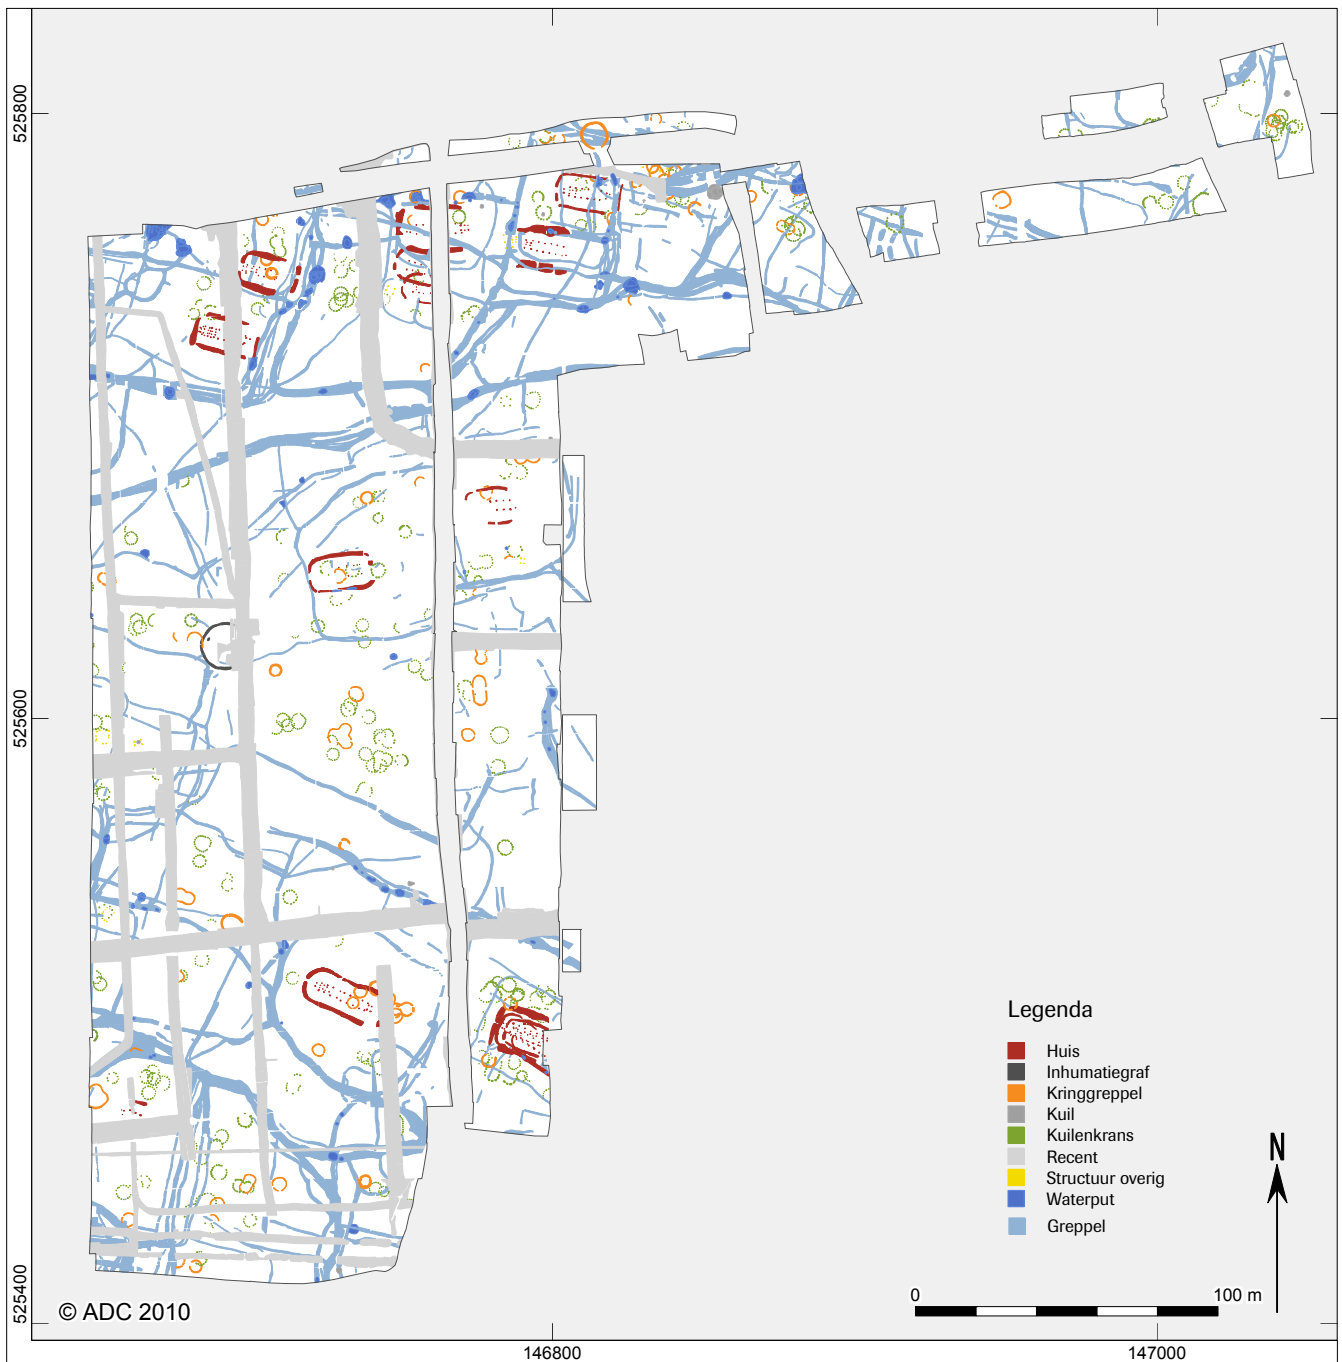 525800
525600
525400
Legenda
Huis
Inhumatiegraf
Kringgreppel
Kuil
Kuilenkrans
Recent
Structuur overig
Waterput
Greppel
N
0 100 m
© ADC 2010
146800 147000